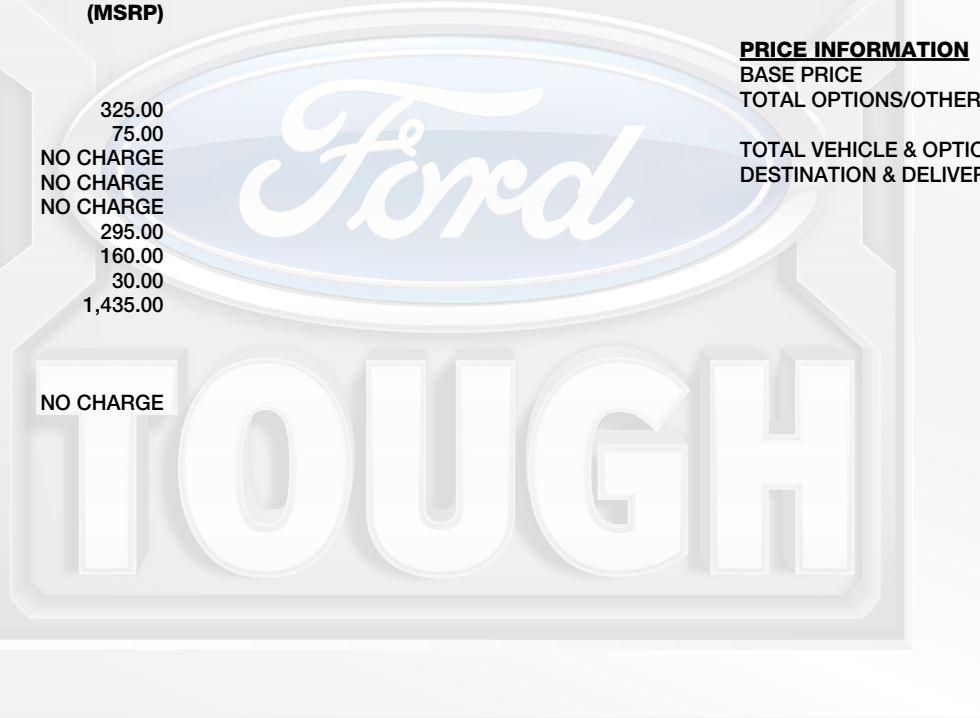 (MSRP)
325.00
75.00
NO CHARGE
NO CHARGE
NO CHARGE
295.00
160.00
30.00
1,435.00
NO CHARGE
PRICE INFORMATION
BASE PRICE
TOTAL OPTIONS/OTHER
TOTAL VEHICLE & OPTIO
DESTINATION & DELIVER
Ford
TOUGH